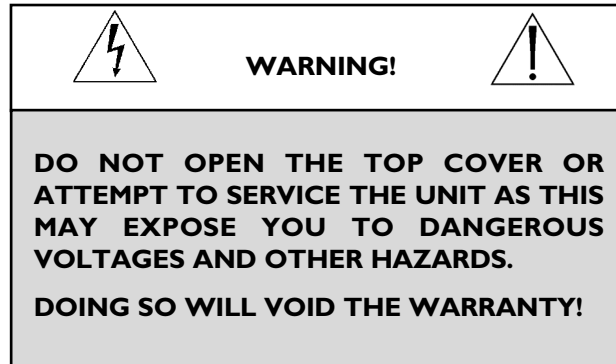 WARNING!
DO NOT OPEN THE TOP COVER OR
ATTEMPT TO SERVICE THE UNIT AS THIS
MAY EXPOSE YOU TO DANGEROUS
VOLTAGES AND OTHER HAZARDS.
DOING SO WILL VOID THE WARRANTY!